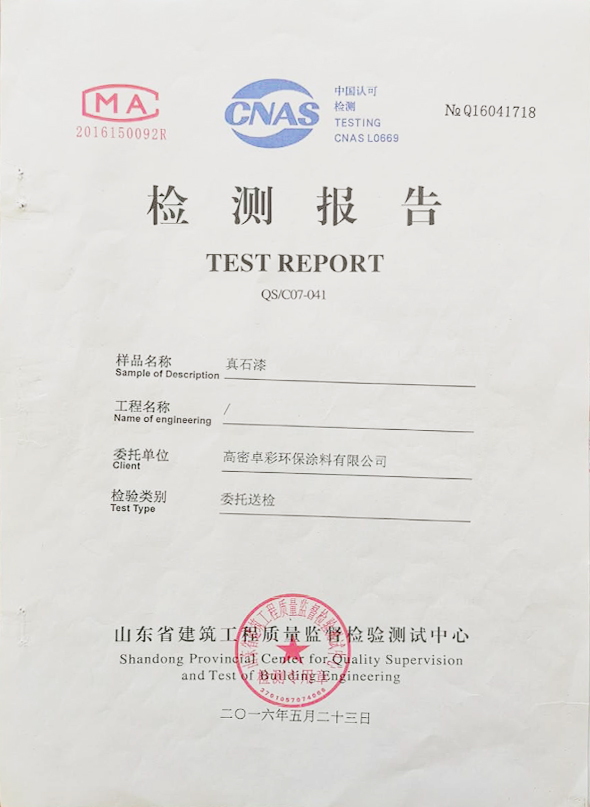 MA
2016150092R
CNAS
中国认可
检测
TESTING
CNAS L0669
№Q16041718
检测报告
TEST REPORT
QS/C07-041
样品名称 真石漆
Sample of Description
工程名称 /
Name of engineering
委托单位 高密卓彩环保涂料有限公司
Client
检验类别 委托送检
Test Type
山东省建筑工程质量监督检验测试中心
Shandong Provincial Center for Quality Supervision
and Test of Building Engineering
检测专用章
二〇一六年五月二十三日